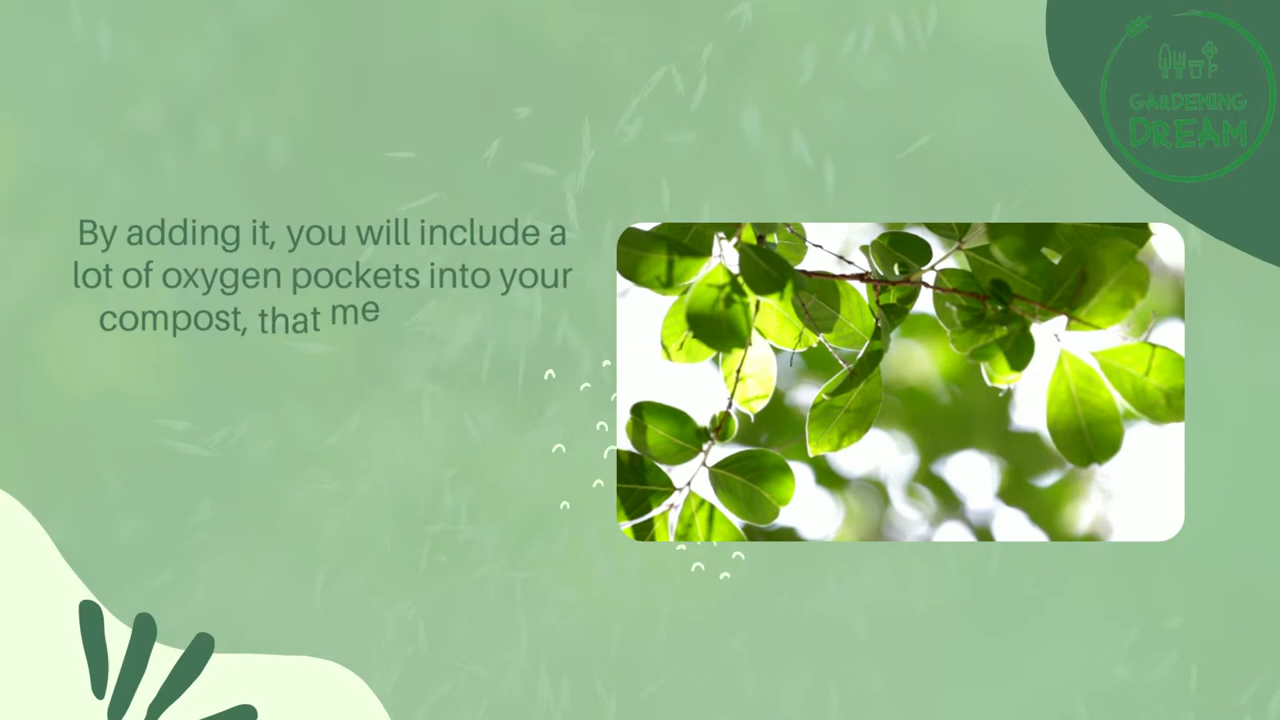 By adding it, you will include a
lot of oxygen pockets into your
compost, that me
GARDENING
DREAM